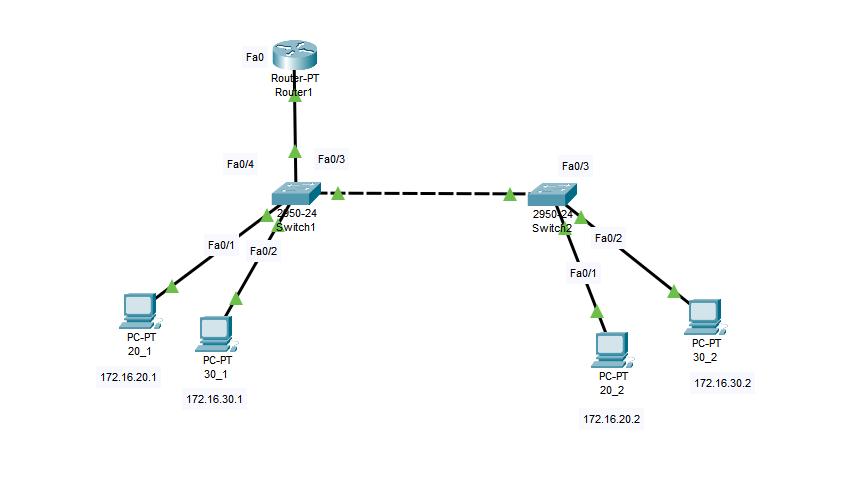 Fa0
Router-PT
Router1
Fa0/4
Fa0/3
2950-24
Switch1
Fa0/3
2950-24
Switch2
Fa0/1
Fa0/2
Fa0/1
Fa0/2
PC-PT
20_1
172.16.20.1
PC-PT
30_1
172.16.30.1
PC-PT
20_2
172.16.20.2
PC-PT
30_2
172.16.30.2